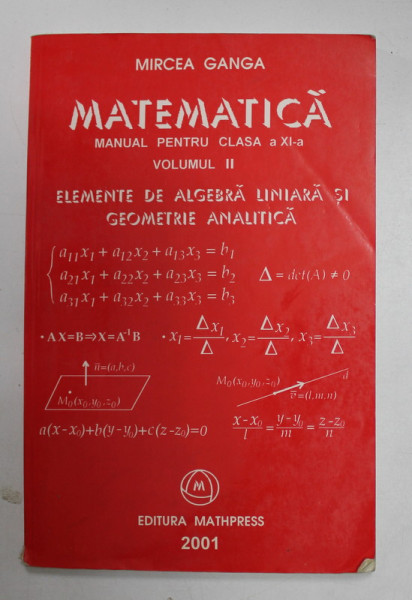 MIRCEA GANGA
MATEMATICĂ
MANUAL PENTRU CLASA a XI-a
VOLUMUL II
ELEMENTE DE ALGEBRĂ LINIARĂ ȘI
GEOMETRIE ANALITICĂ
a₁₁x₁ + a₁₂x₂ + a₁₃x₃ = b₁
a₂₁x₁ + a₂₂x₂ + a₂₃x₃ = b₂
a₃₁x₁ + a₃₂x₂ + a₃₃x₃ = b₃
Δ = det(A) ≠ 0
· AX=B⇒X=A⁻¹B
· x₁= Δx₁/Δ, x₂= Δx₂/Δ, x₃= Δx₃/Δ
n̄=(a,b,c)
M₀(x₀,y₀,z₀)
a(x-x₀)+b(y-y₀)+c(z-z₀)=0
M₀(x₀,y₀,z₀)
d
v̄=(l,m,n)
x-x₀/l = y-y₀/m = z-z₀/n
M
EDITURA MATHPRESS
2001